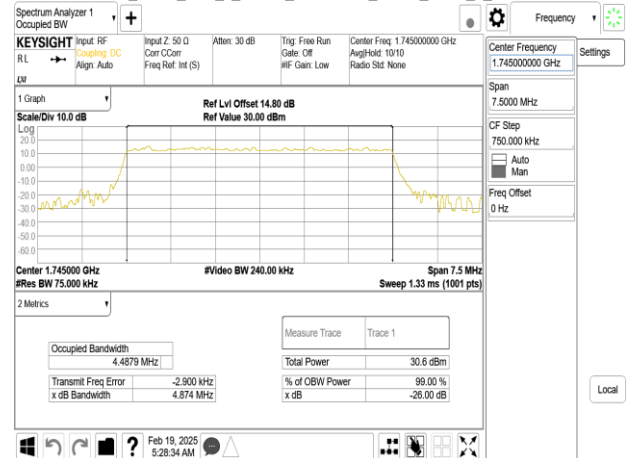 Spectrum Analyzer 1
Occupied BW
Frequency
KEYSIGHT
Input: RF
Coupling: DC
Align: Auto
Input Z: 50 Ω
Corr CCorr
Freq Ref: Int (S)
Atten: 30 dB
Trig: Free Run
Gate: Off
#IF Gain: Low
Center Freq: 1.745000000 GHz
Avg|Hold: 10/10
Radio Std: None
RL
LXI
Center Frequency
1.745000000 GHz
Settings
Span
7.5000 MHz
CF Step
750.000 kHz
Auto
Man
Freq Offset
0 Hz
1 Graph
Ref Lvl Offset 14.80 dB
Scale/Div 10.0 dB
Ref Value 30.00 dBm
Log
20.0
10.0
0.00
-10.0
-20.0
-30.0
-40.0
-50.0
-60.0
Center 1.745000 GHz
#Video BW 240.00 kHz
Span 7.5 MHz
#Res BW 75.000 kHz
Sweep 1.33 ms (1001 pts)
2 Metrics
Measure Trace
Trace 1
Occupied Bandwidth
4.4879 MHz
Total Power
30.6 dBm
Transmit Freq Error
-2.900 kHz
% of OBW Power
99.00 %
x dB Bandwidth
4.874 MHz
x dB
-26.00 dB
Local
Feb 19, 2025
5:28:34 AM